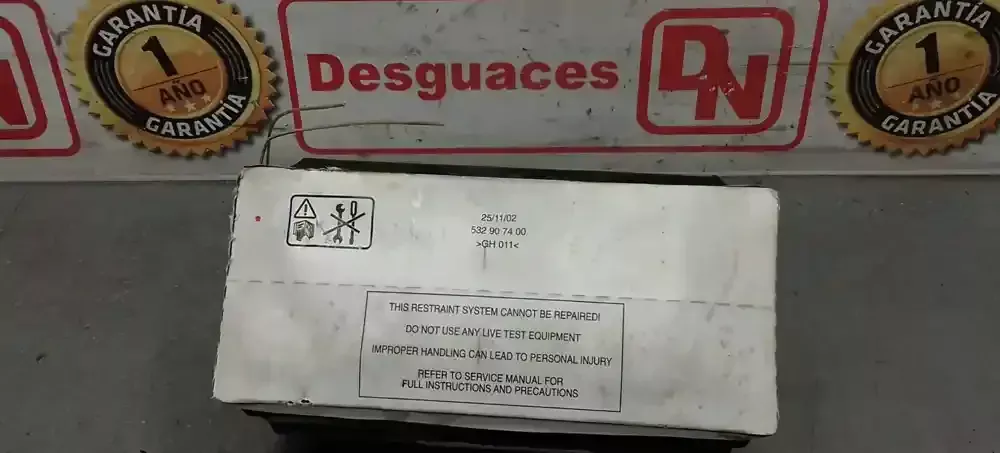 GARANTÍA
1
AÑO
GARANTÍA
Desguaces
DN
GARANTÍA
1
AÑO
GARANTÍA
N
25/11/02
532 90 74 00
>GH 011<
THIS RESTRAINT SYSTEM CANNOT BE REPAIRED!
DO NOT USE ANY LIVE TEST EQUIPMENT
IMPROPER HANDLING CAN LEAD TO PERSONAL INJURY
REFER TO SERVICE MANUAL FOR
FULL INSTRUCTIONS AND PRECAUTIONS